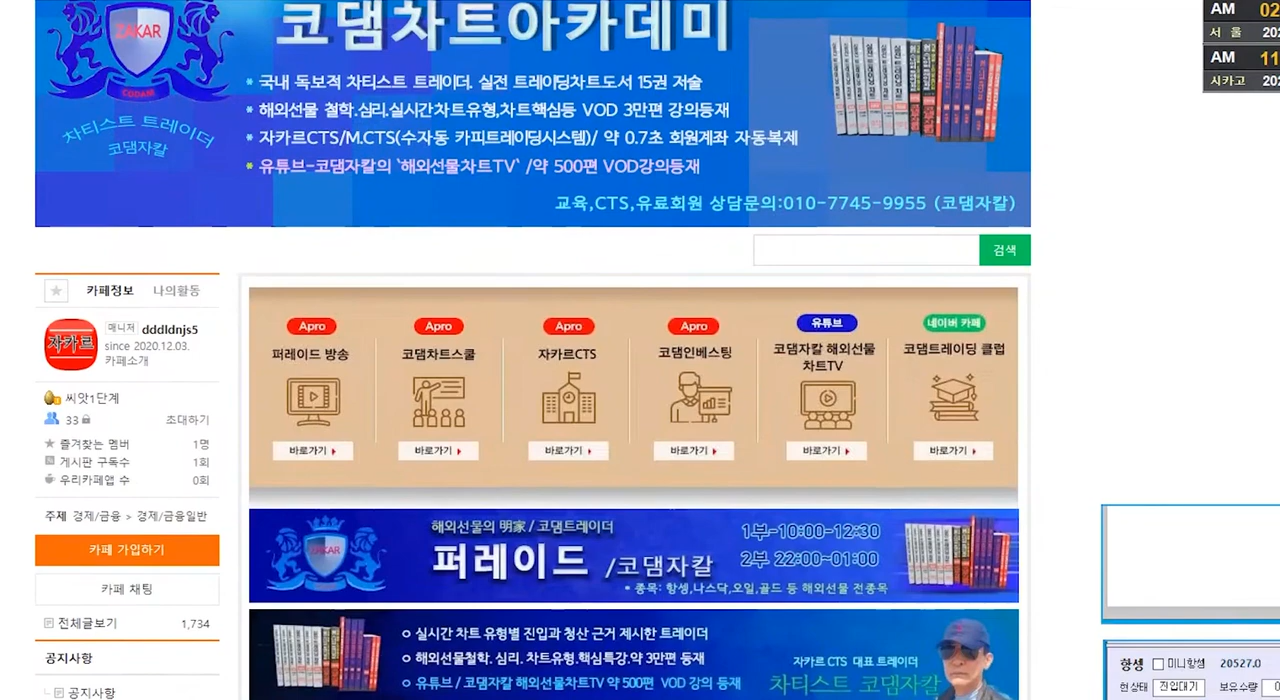 코댐차트아카데미
ZAKAR
CODAM
차티스트 트레이더
코댐자칼
* 국내 독보적 차티스트 트레이더. 실전 트레이딩차트도서 15권 저술
* 해외선물 철학.심리.실시간차트유형,차트핵심등 VOD 3만편 강의등재
* 자카르CTS/M.CTS(수자동 카피트레이딩시스템)/ 약 0.7초 회원계좌 자동복제
* 유튜브-코댐자칼의 `해외선물차트TV` /약 500편 VOD강의등재
교육,CTS,유료회원 상담문의:010-7745-9955 (코댐자칼)
AM 02
서 울 202
AM 11
시카고 202
검색
카페정보 나의활동
자카르
매니저 dddldnjs5
since 2020.12.03.
카페소개
씨앗1단계
33 초대하기
즐겨찾는 멤버 1명
게시판 구독수 1회
우리카페앱 수 0회
주제 경제/금융 > 경제/금융일반
카페 가입하기
카페 채팅
전체글보기 1,734
공지사항
공지사항
Apro Apro Apro Apro 유튜브 네이버 카페
퍼레이드 방송 코댐차트스쿨 자카르CTS 코댐인베스팅 코댐자칼 해외선물 차트TV 코댐트레이딩 클럽
바로가기 바로가기 바로가기 바로가기 바로가기 바로가기
ZAKAR
해외선물의 明家 / 코댐트레이더
퍼레이드 /코댐자칼
1부-10:00-12:30
2부 22:00~01:00
* 종목: 항셍,나스닥,오일,골드 등 해외선물 전종목
실시간 차트 유형별 진입과 청산 근거 제시한 트레이더
해외선물철학. 심리. 차트유형.핵심특강.약 3만편 등재
유튜브 / 코댐자칼 해외선물차트TV 약 500편 VOD 강의 등재
자카르 CTS 대표 트레이더
차티스트 코댐자칼
항셍 미니항셍 20527.0
현상태 진입대기 보유수량